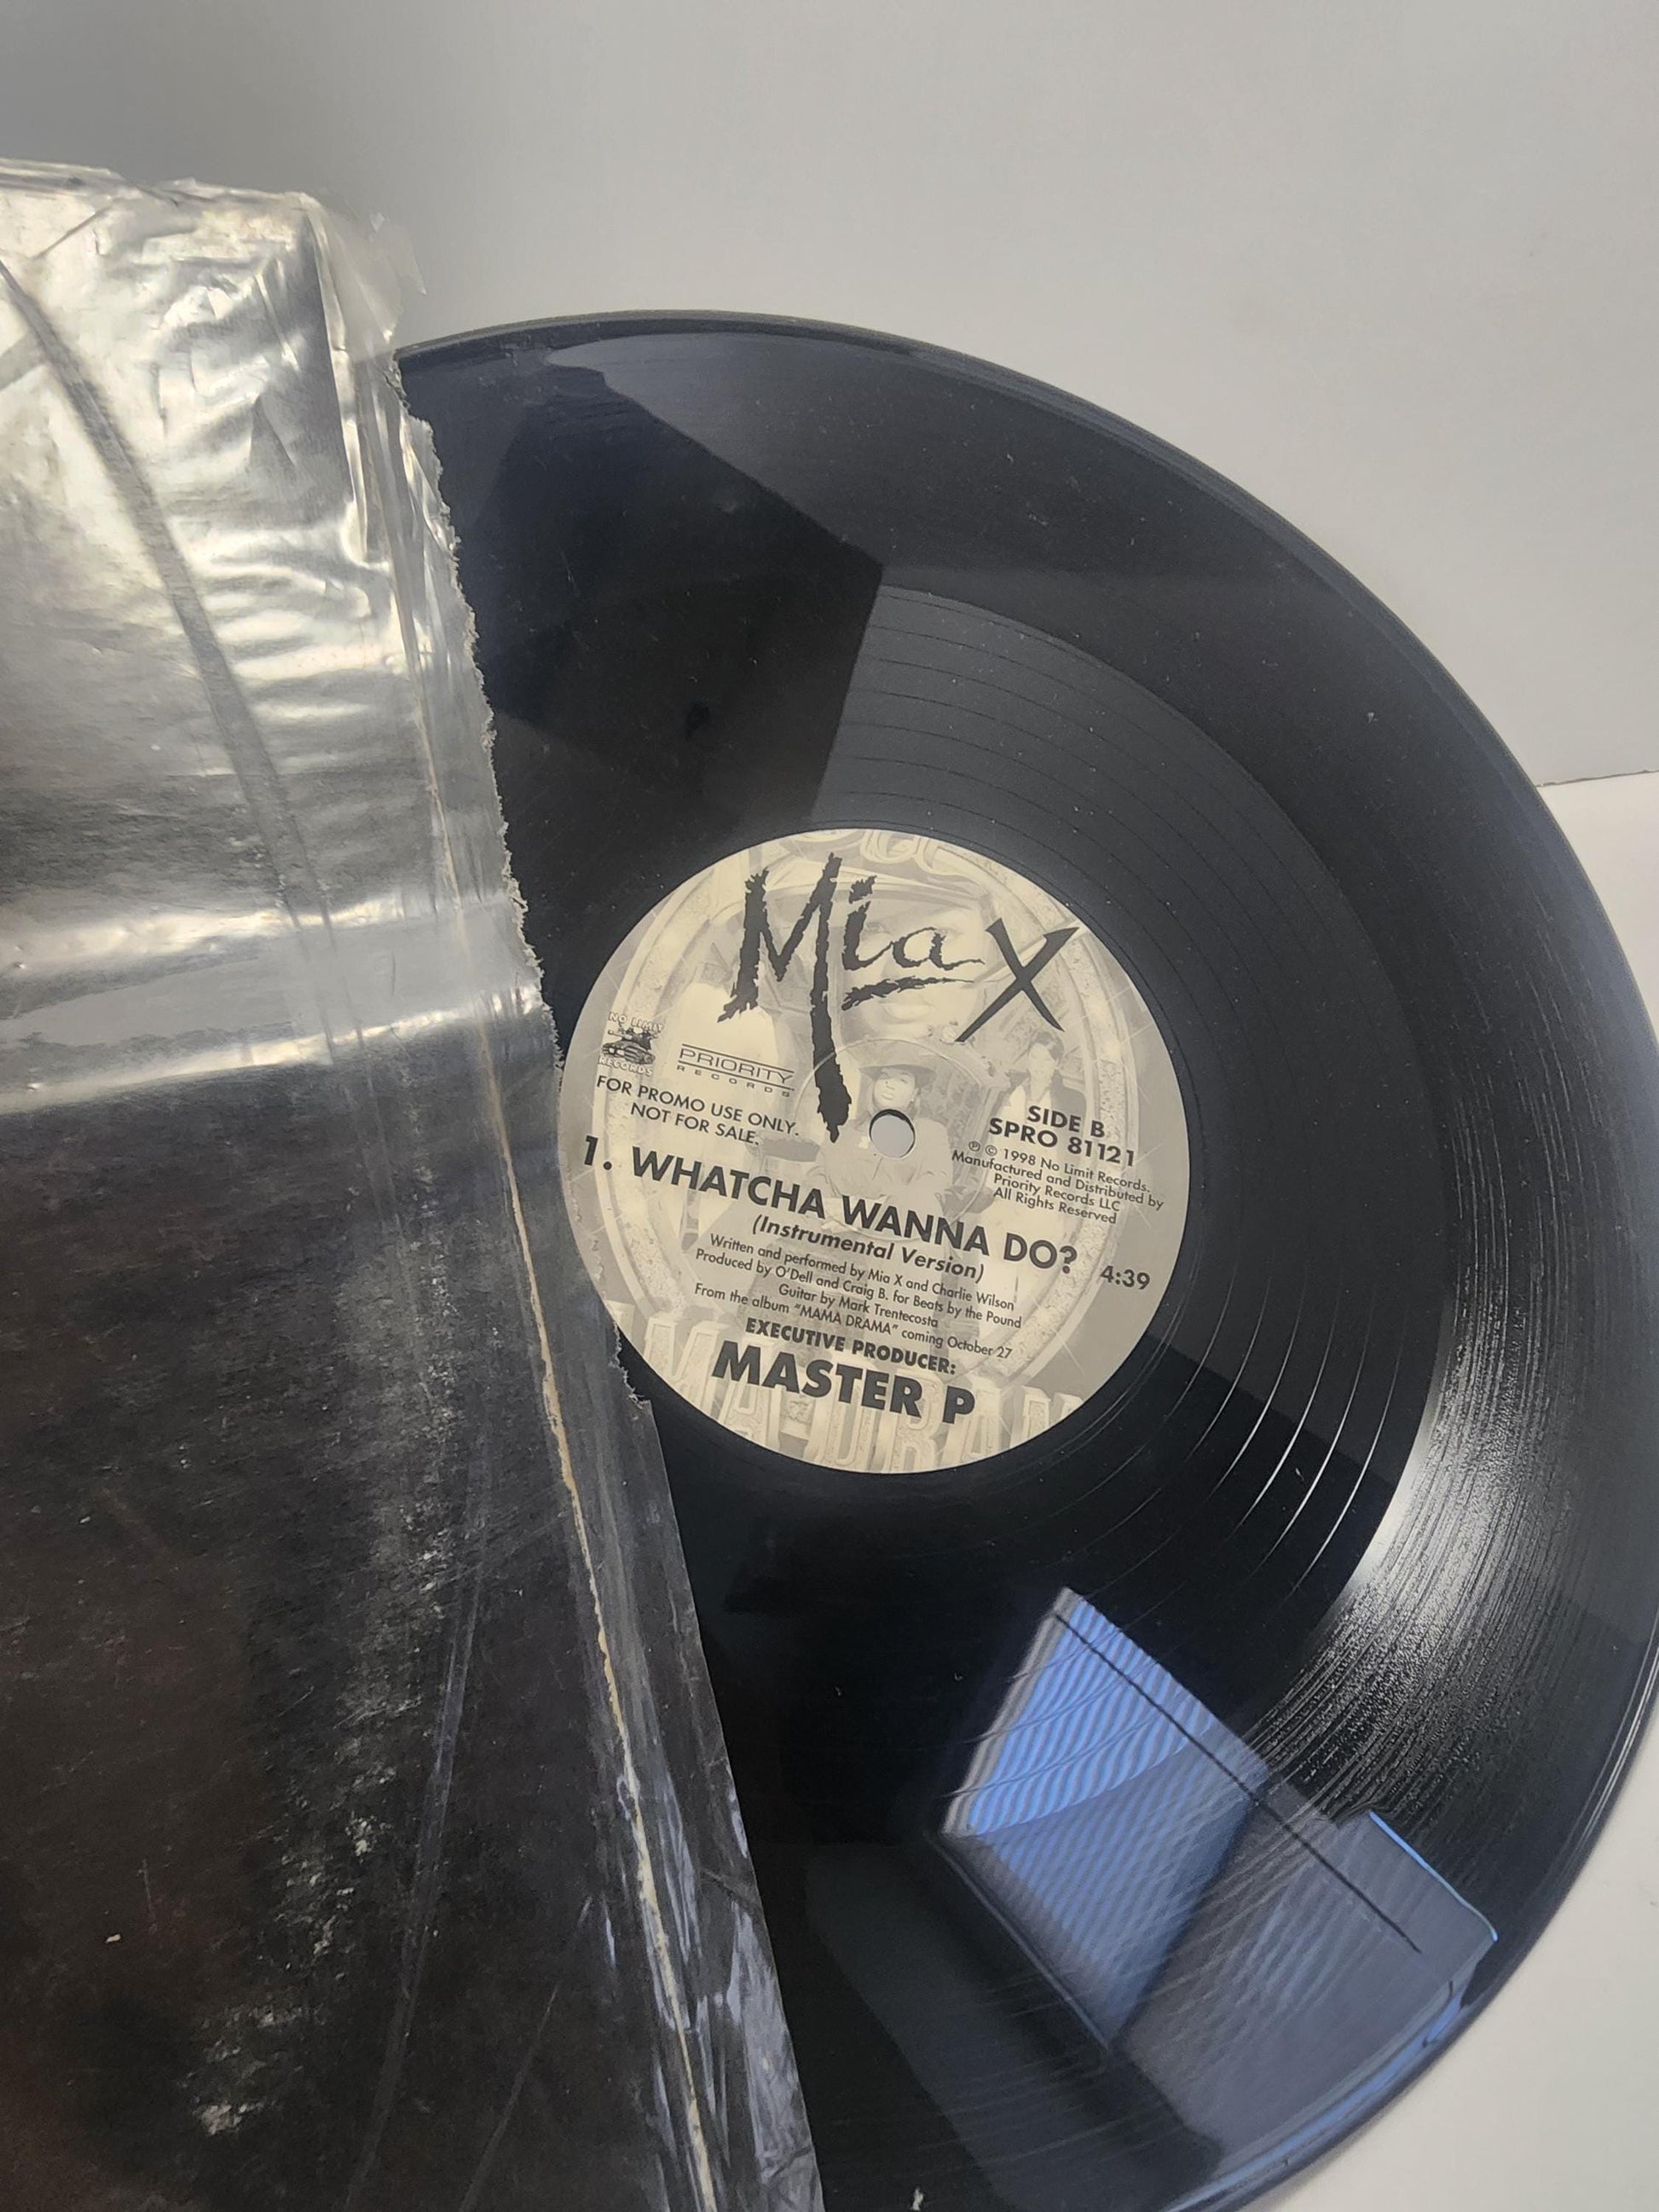 Mia X
NO LIMIT
RECORDS
PRIORITY
RECORDS
FOR PROMO USE ONLY.
NOT FOR SALE.
SIDE B
SPRO 81121
℗ © 1998 No Limit Records.
Manufactured and Distributed by
Priority Records LLC
All Rights Reserved
1. WHATCHA WANNA DO?
(Instrumental Version)
4:39
Written and performed by Mia X and Charlie Wilson
Produced by O'Dell and Craig B. for Beats by the Pound
Guitar by Mark Trentecosta
From the album "MAMA DRAMA" coming October 27
EXECUTIVE PRODUCER:
MASTER P